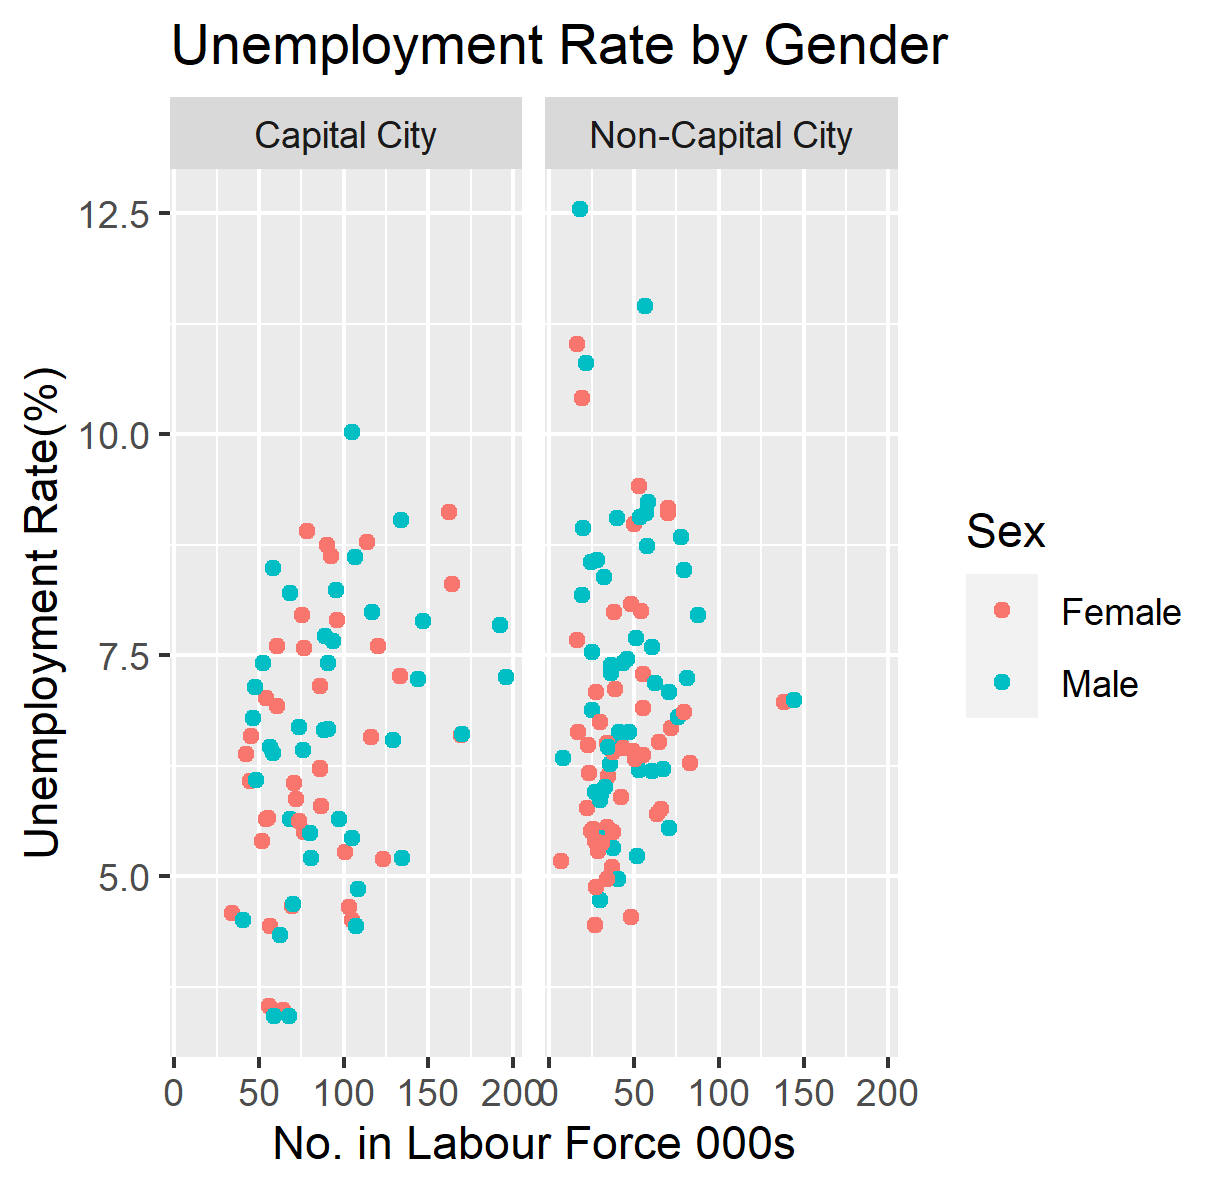 Unemployment Rate by Gender
Capital City
Non-Capital City
Unemployment Rate(%)
12.5
10.0
7.5
5.0
0 50 100 150 200
0 50 100 150 200
No. in Labour Force 000s
Sex
Female
Male